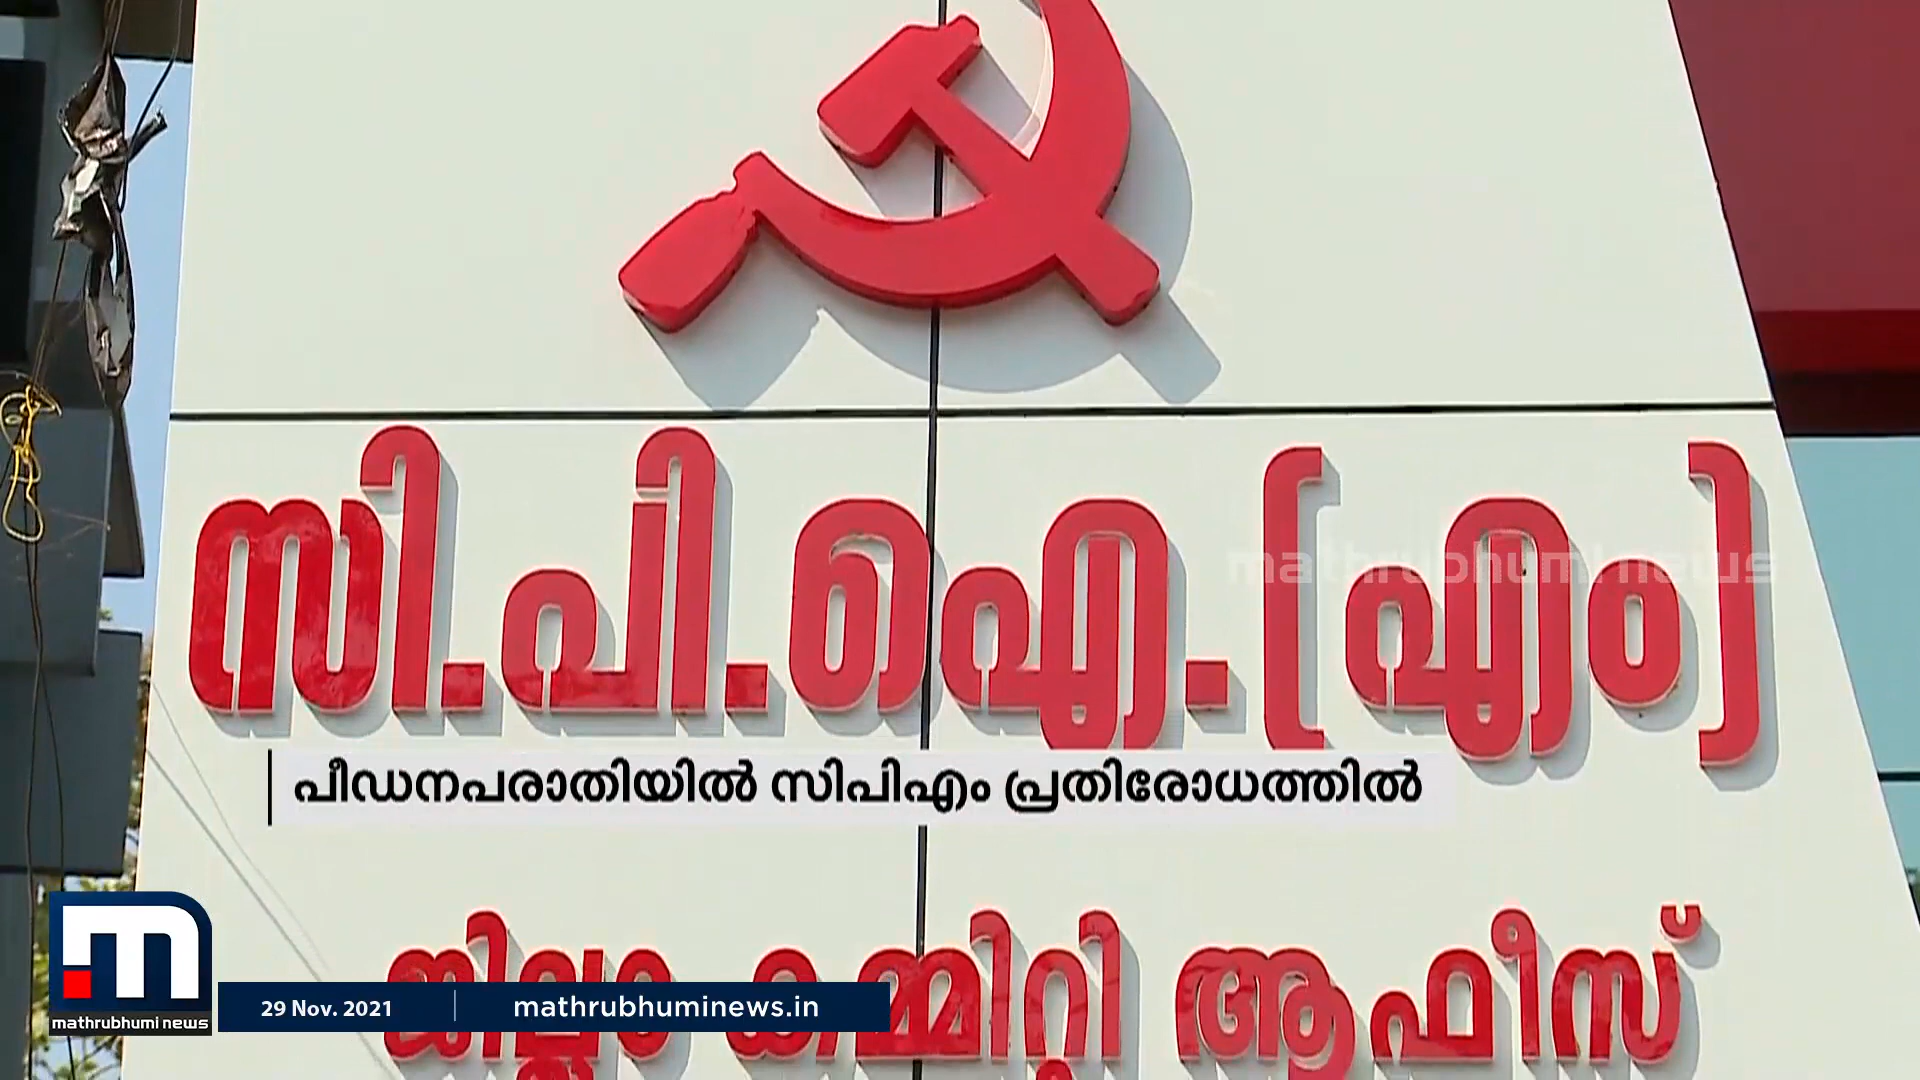 സി.പി.ഐ.(എം)
mathrubhumi news
പീഡനപരാതിയിൽ സിപിഎം പ്രതിരോധത്തിൽ
ജില്ലാ കമ്മിറ്റി ആഫീസ്
mathrubhumi news
29 Nov. 2021
mathrubhuminews.in